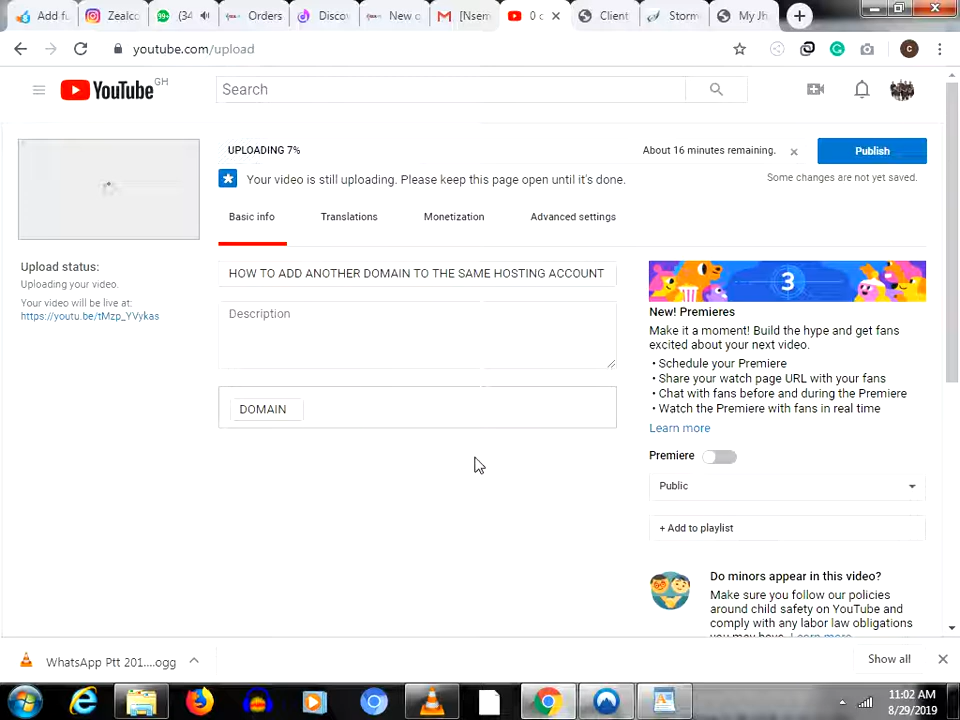 Add fu
Zealco
99+
(34
Orders
Disco
New o
[Nsem
0 c
Client
Storm
My Jh
youtube.com/upload
YouTube GH
Search
C
UPLOADING 7%
About 16 minutes remaining.
Publish
Your video is still uploading. Please keep this page open until it's done.
Some changes are not yet saved.
Basic info
Translations
Monetization
Advanced settings
Upload status:
Uploading your video.
Your video will be live at:
https://youtu.be/tMzp_YVykas
HOW TO ADD ANOTHER DOMAIN TO THE SAME HOSTING ACCOUNT
Description
DOMAIN
3
New! Premieres
Make it a moment! Build the hype and get fans
excited about your next video.
• Schedule your Premiere
• Share your watch page URL with your fans
• Chat with fans before and during the Premiere
• Watch the Premiere with fans in real time
Learn more
Premiere
Public
+ Add to playlist
Do minors appear in this video?
Make sure you follow our policies
around child safety on YouTube and
comply with any labor law obligations
you may have. Learn more
WhatsApp Ptt 201....ogg
Show all
11:02 AM
8/29/2019